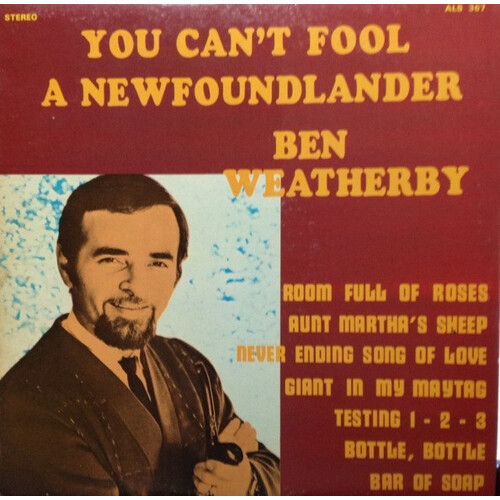 STEREO
ALS 367
YOU CAN'T FOOL
A NEWFOUNDLANDER
BEN
WEATHERBY
ROOM FULL OF ROSES
AUNT MARTHA'S SHEEP
NEVER ENDING SONG OF LOVE
GIANT IN MY MAYTAG
TESTING 1 - 2 - 3
BOTTLE, BOTTLE
BAR OF SOAP